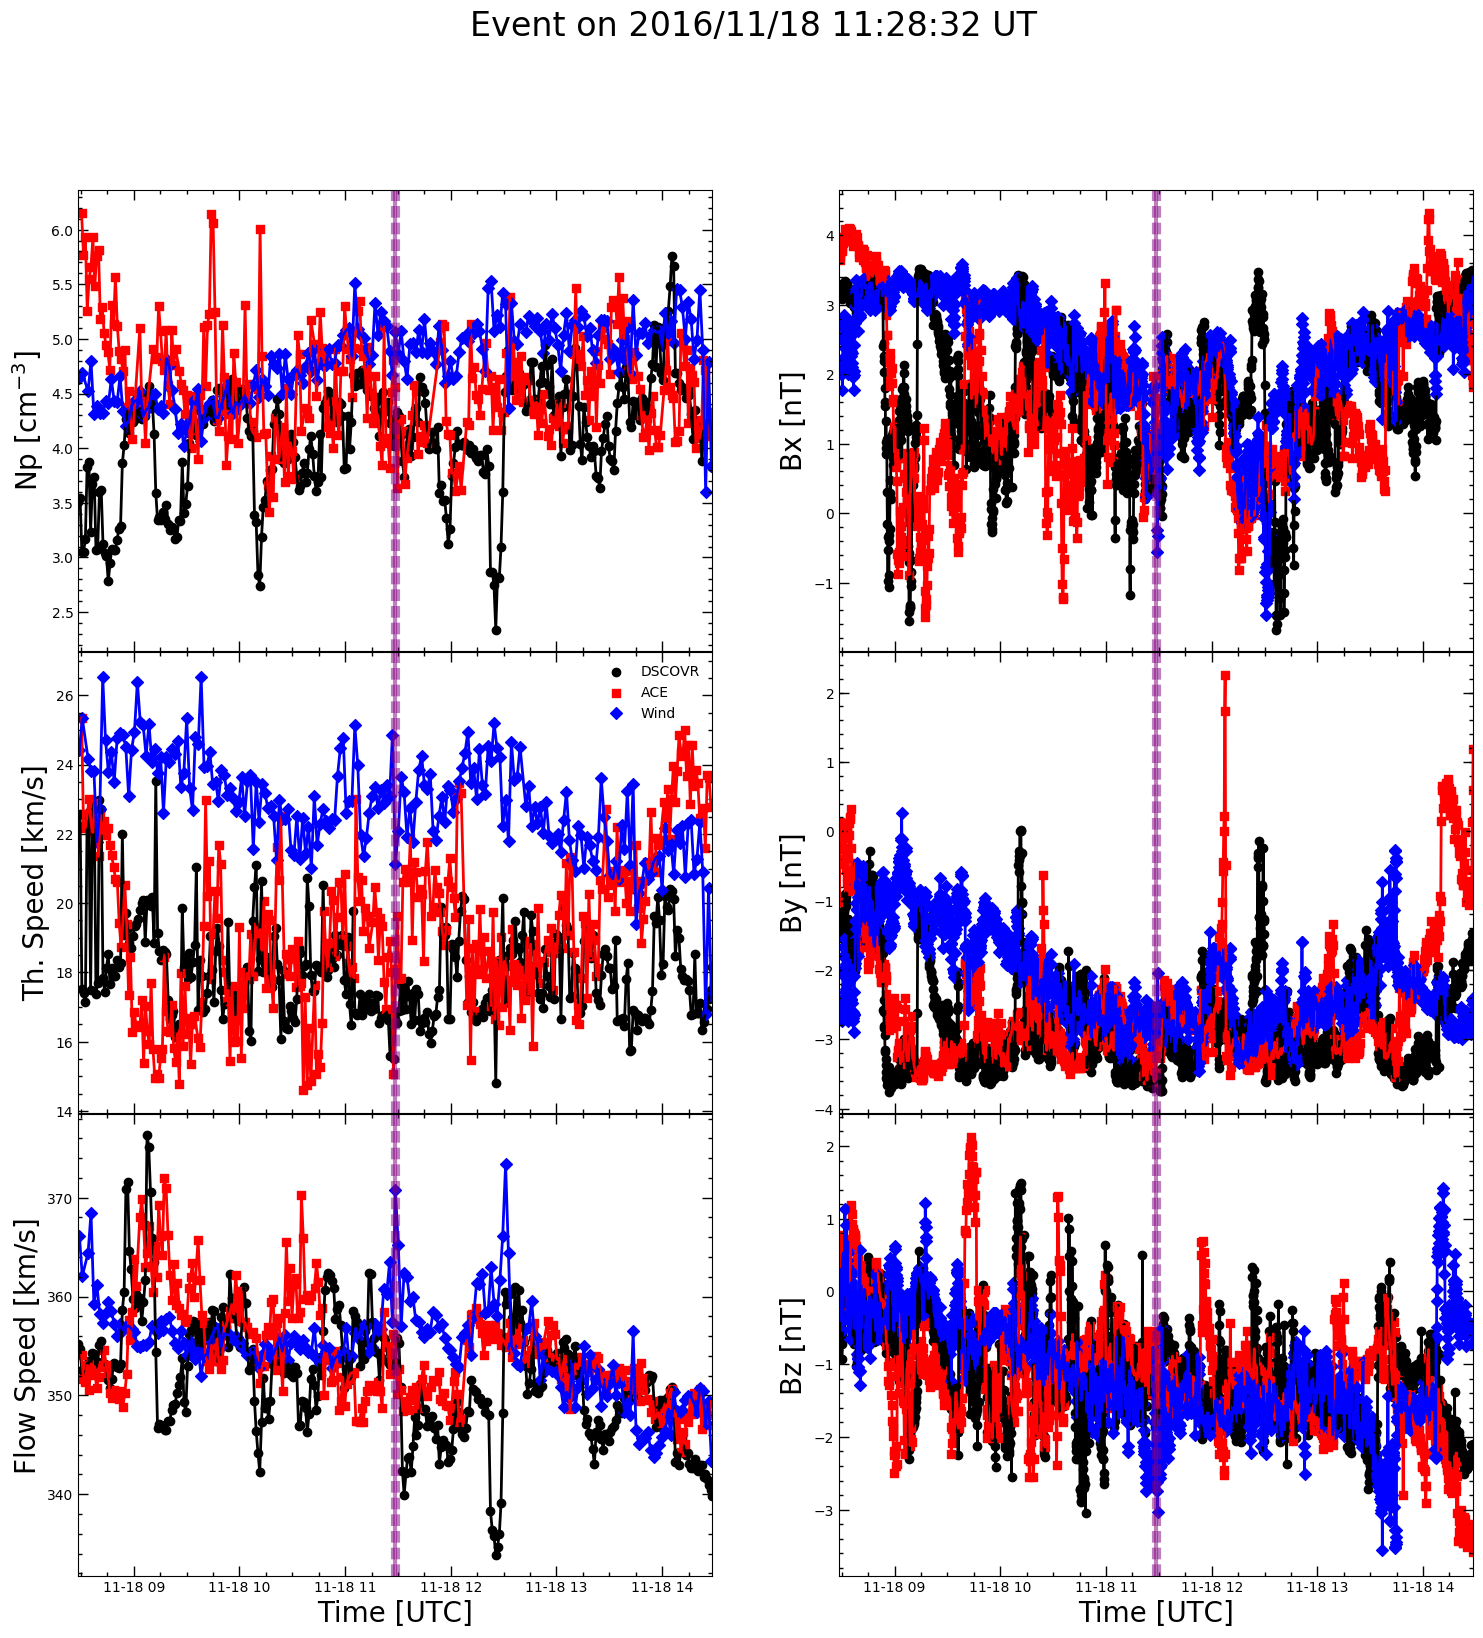 Event on 2016/11/18 11:28:32 UT
Np [cm⁻³]
6.0
5.5
5.0
4.5
4.0
3.5
3.0
2.5
Bx [nT]
4
3
2
1
0
−1
Th. Speed [km/s]
26
24
22
20
18
16
14
DSCOVR
ACE
Wind
By [nT]
2
1
0
−1
−2
−3
−4
Flow Speed [km/s]
370
360
350
340
11-18 09 11-18 10 11-18 11 11-18 12 11-18 13 11-18 14
Time [UTC]
Bz [nT]
2
1
0
−1
−2
−3
11-18 09 11-18 10 11-18 11 11-18 12 11-18 13 11-18 14
Time [UTC]